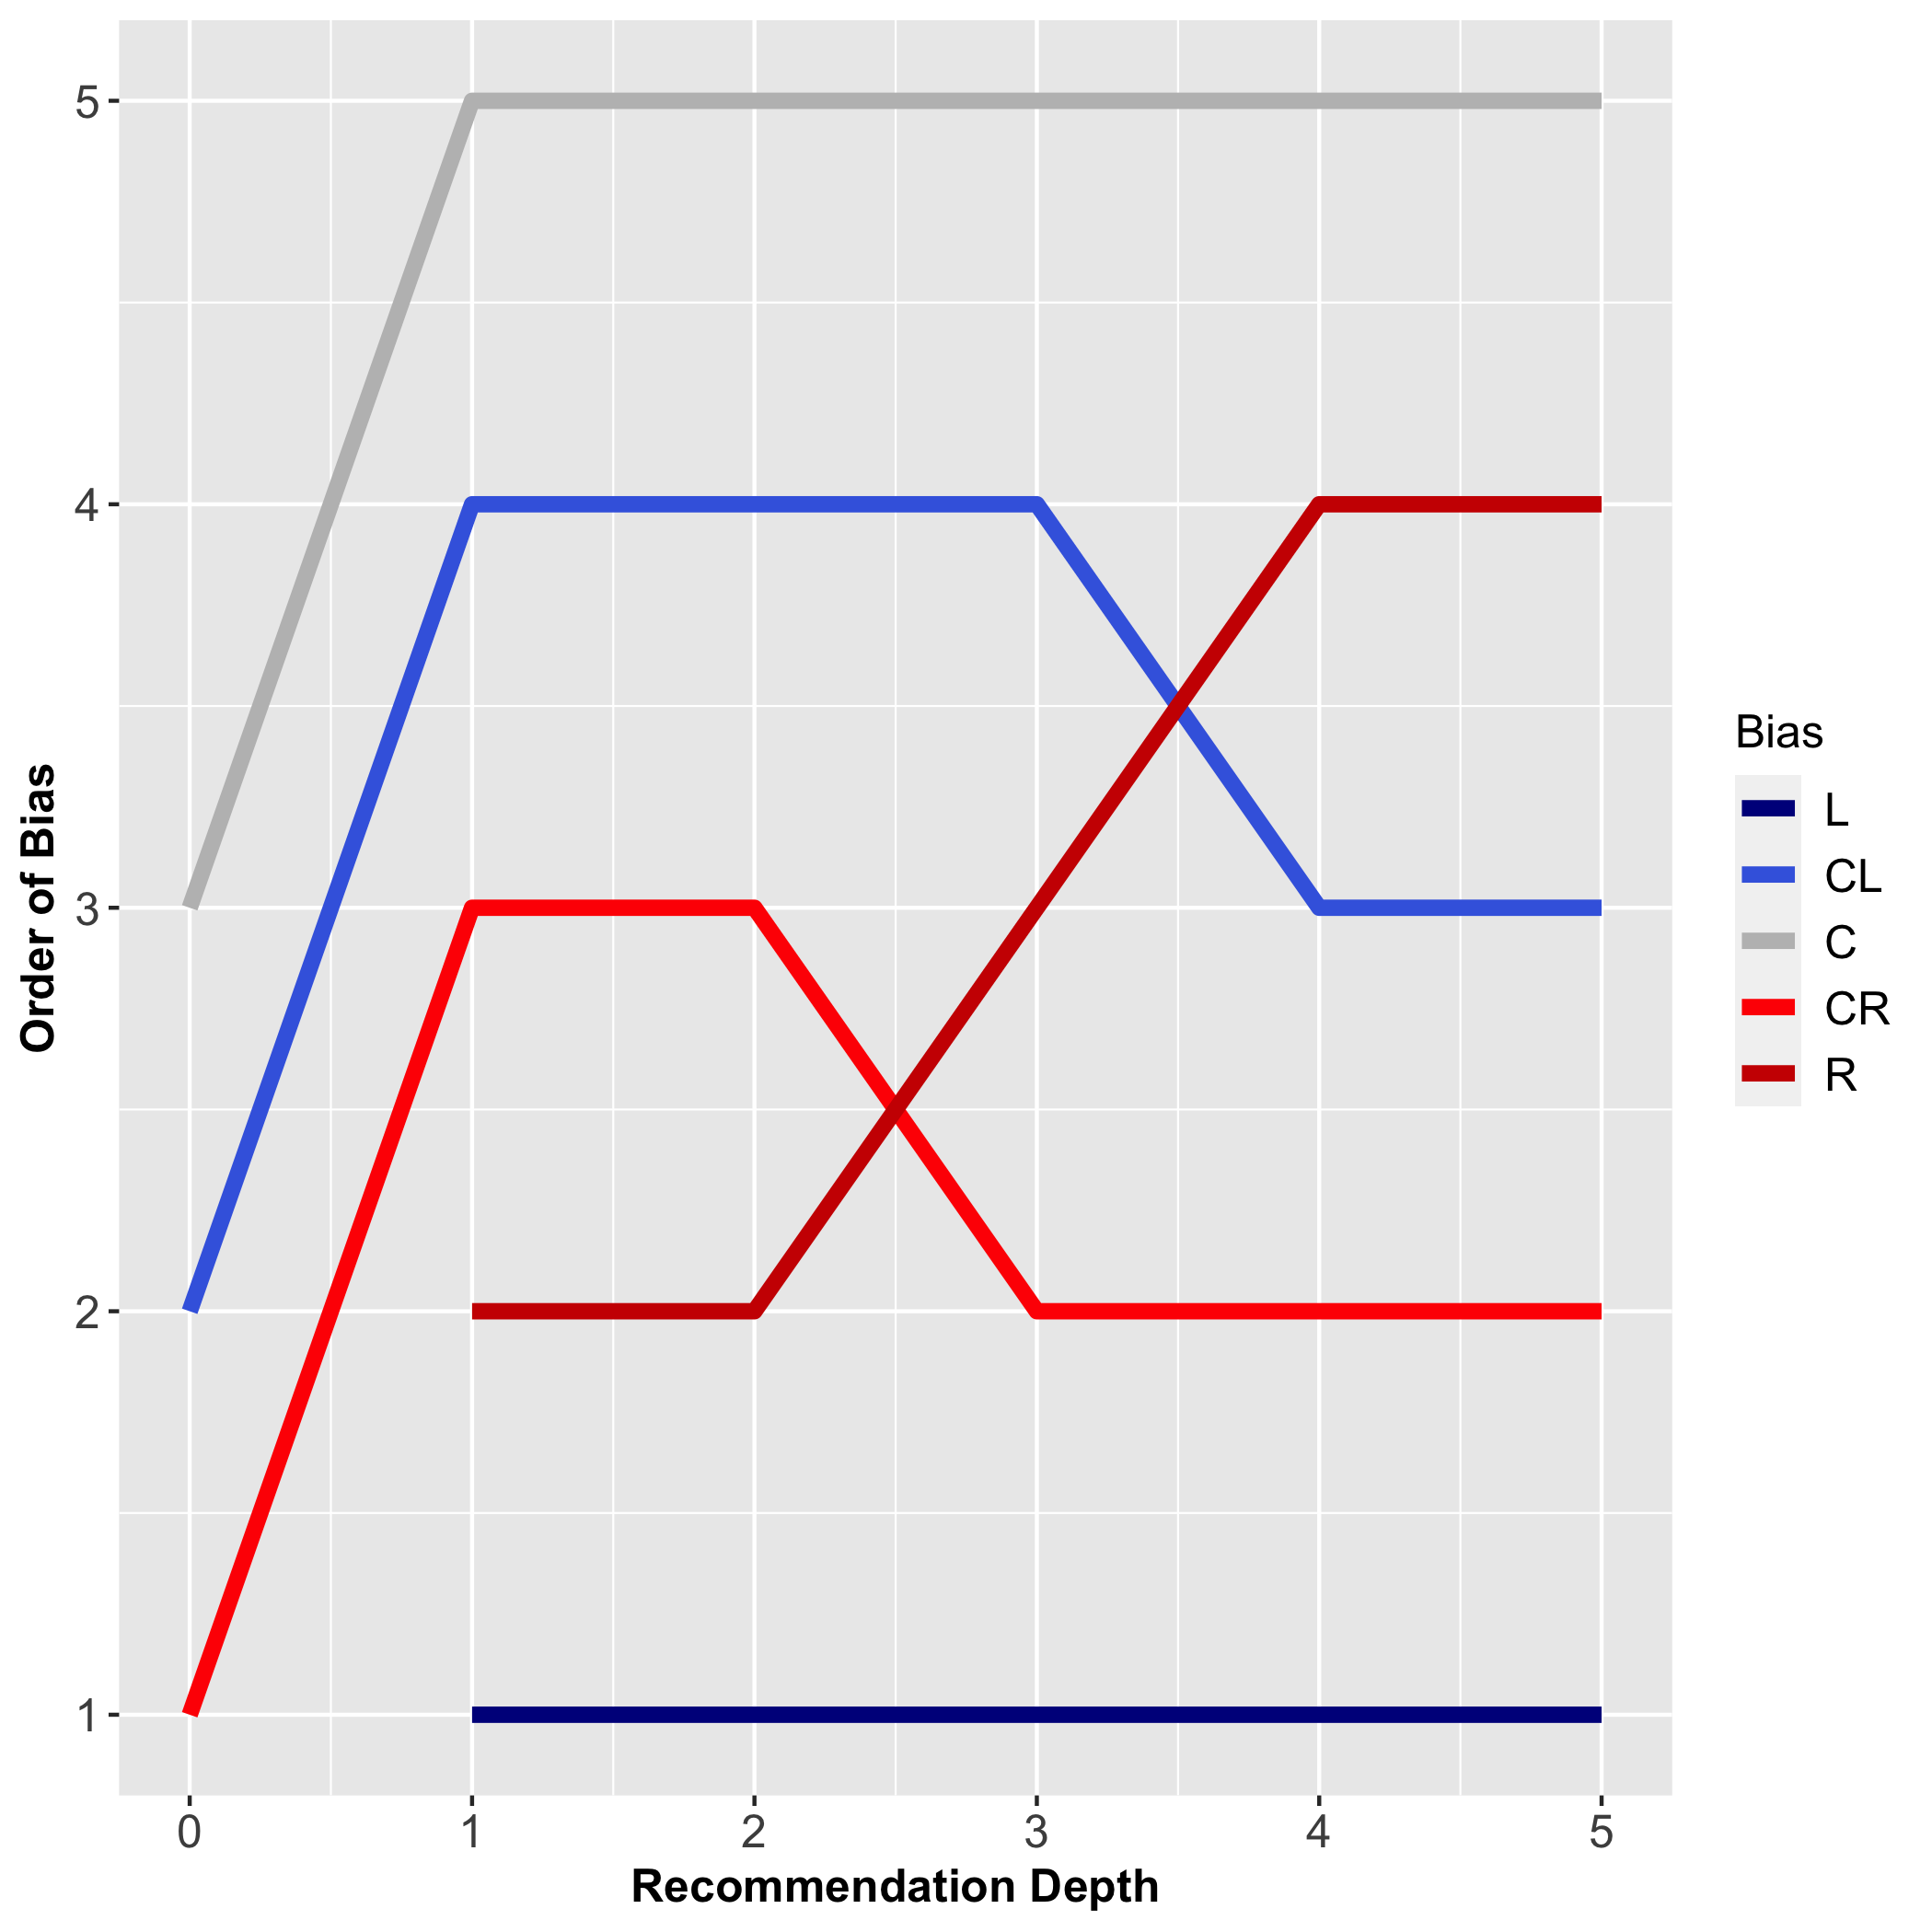 5
4
3
2
1
Order of Bias
0 1 2 3 4 5
Recommendation Depth
Bias
L
CL
C
CR
R